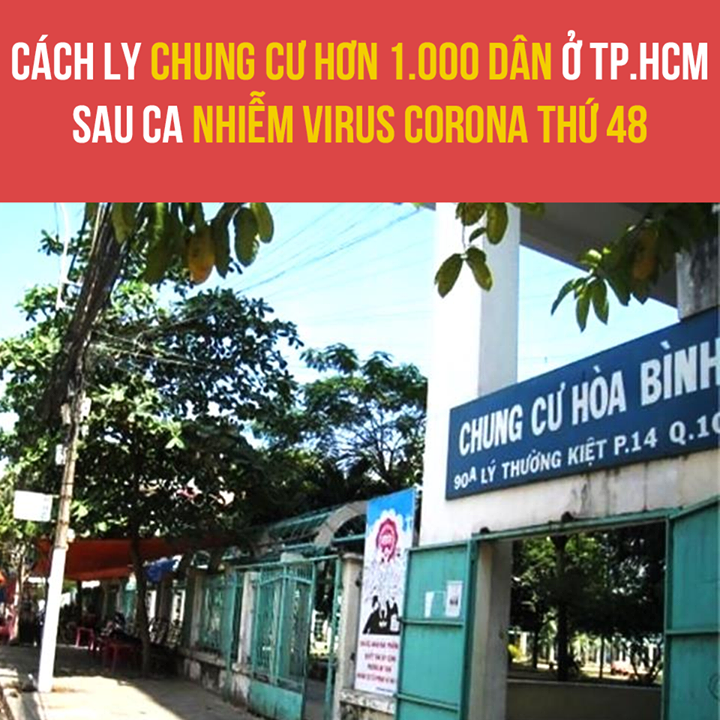 CÁCH LY CHUNG CƯ HƠN 1.000 DÂN Ở TP.HCM
SAU CA NHIỄM VIRUS CORONA THỨ 48
CHUNG CƯ HÒA BÌNH
90A LÝ THƯỜNG KIỆT P.14 Q.10